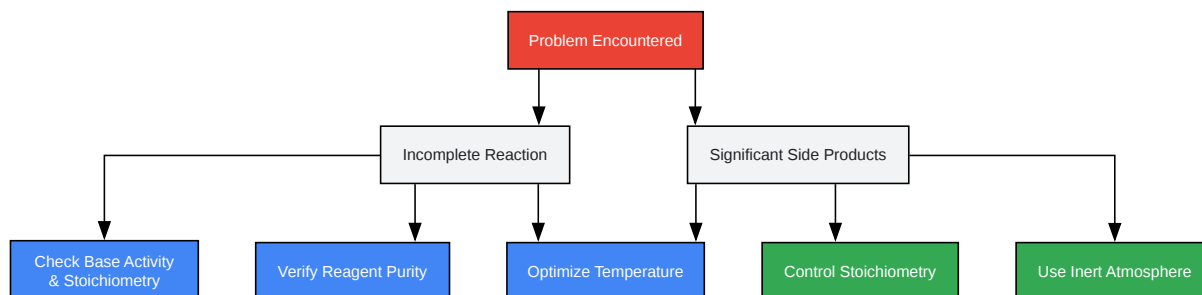 Problem Encountered
Incomplete Reaction
Significant Side Products
Check Base Activity
& Stoichiometry
Verify Reagent Purity
Optimize Temperature
Control Stoichiometry
Use Inert Atmosphere